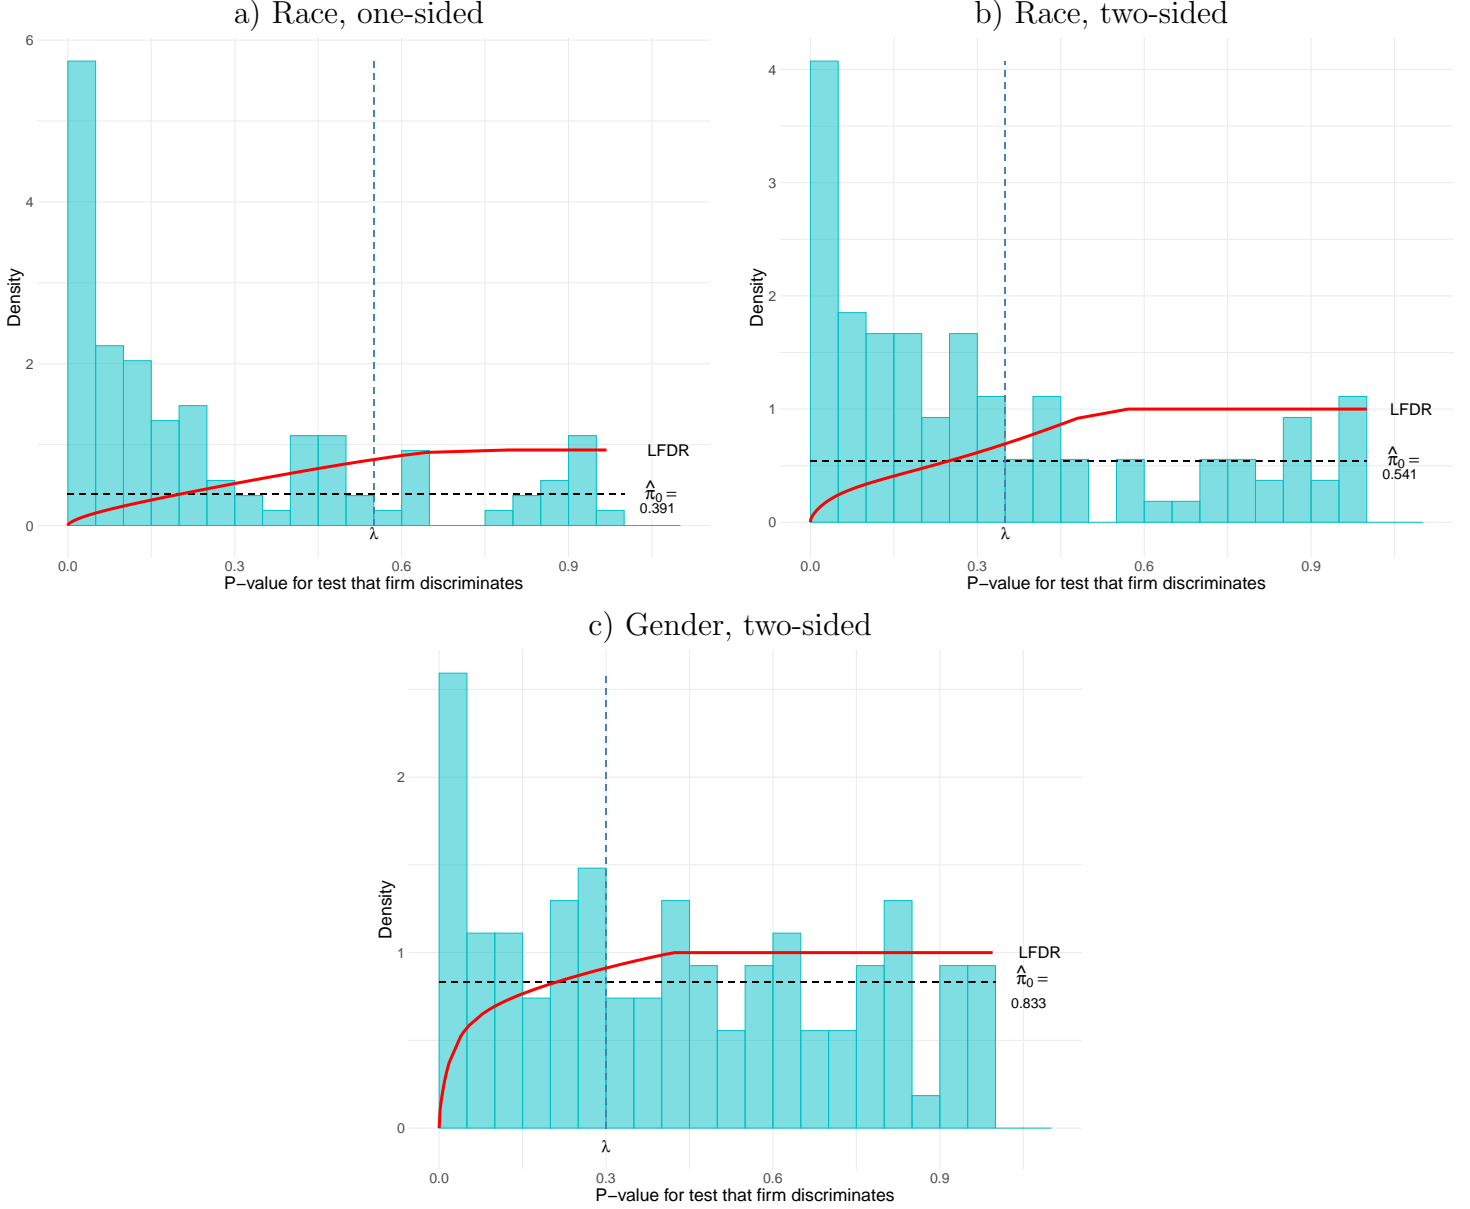 a) Race, one-sided
6
4
2
0
Density
LFDR
π̂₀ =
0.391
λ
0.0 0.3 0.6 0.9
P−value for test that firm discriminates
b) Race, two-sided
4
3
2
1
0
Density
LFDR
π̂₀ =
0.541
λ
0.0 0.3 0.6 0.9
P−value for test that firm discriminates
c) Gender, two-sided
2
1
0
Density
LFDR
π̂₀ =
0.833
λ
0.0 0.3 0.6 0.9
P−value for test that firm discriminates